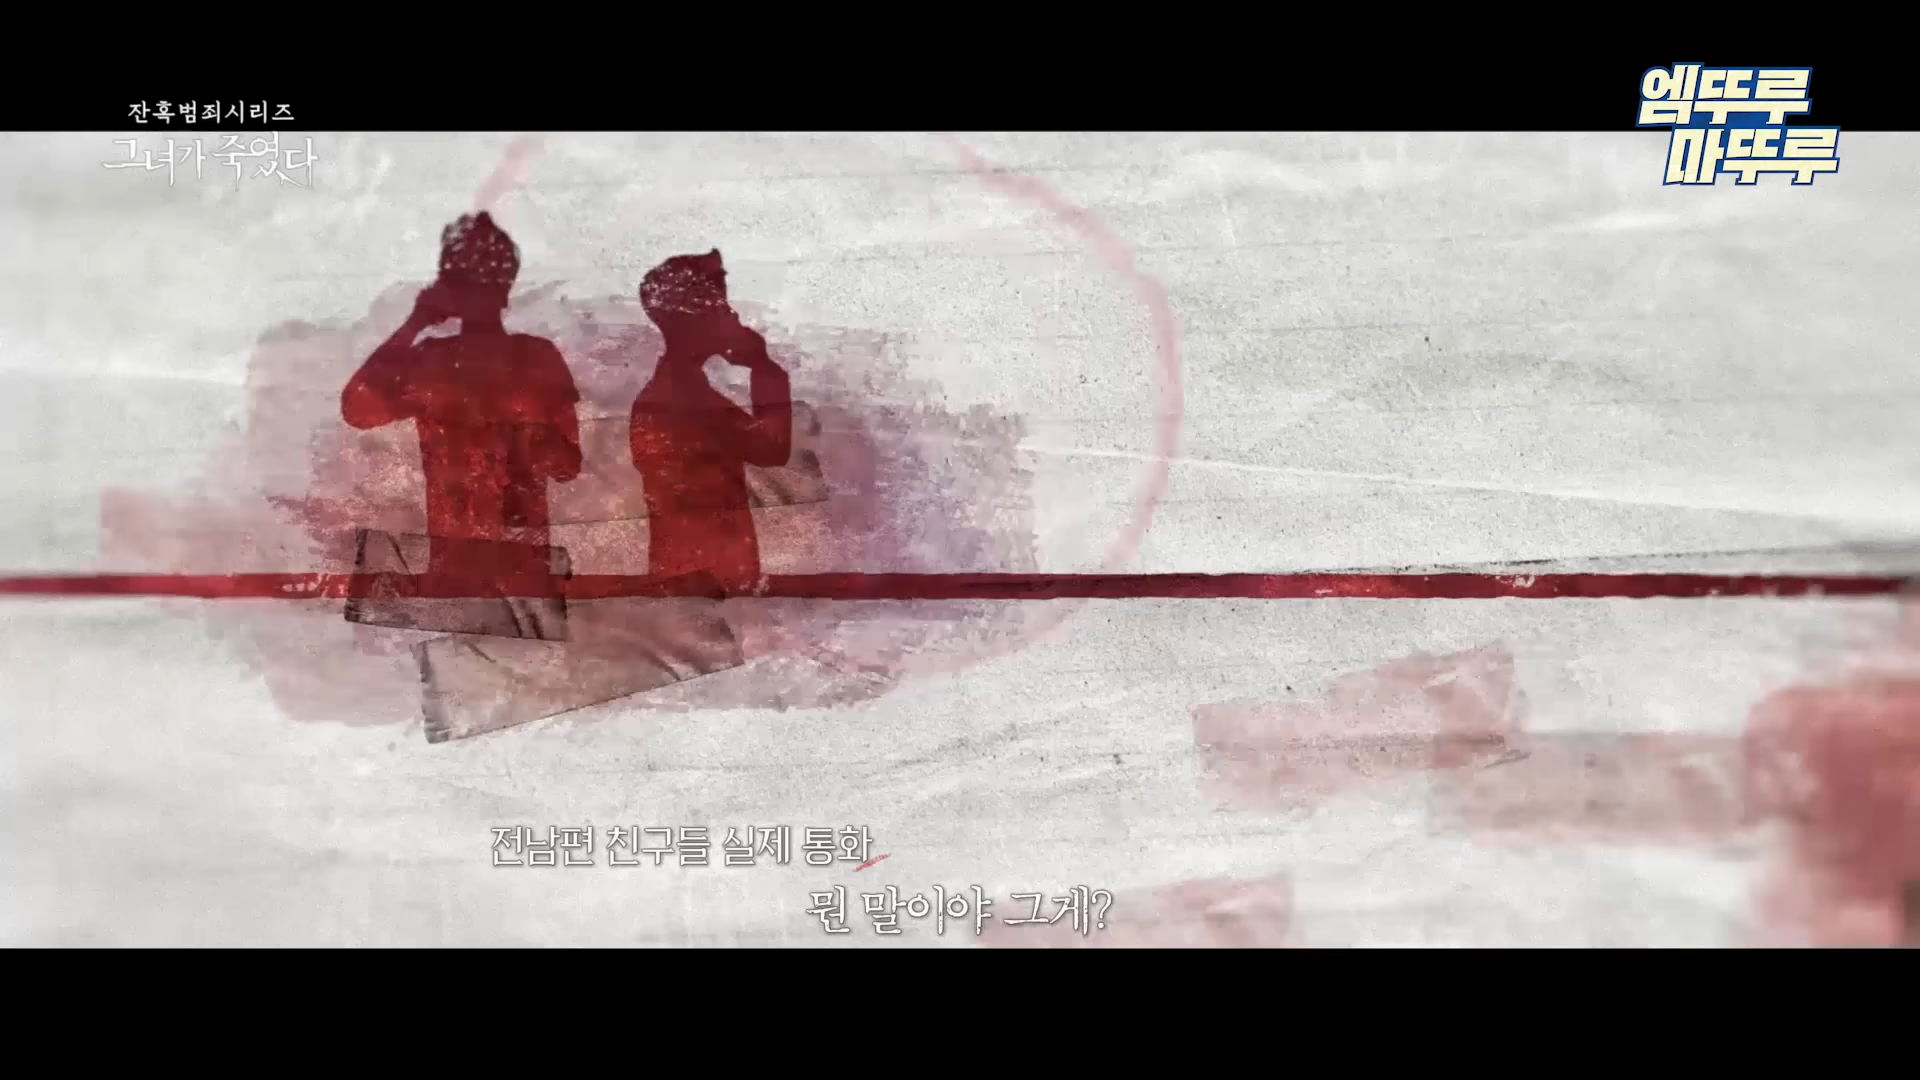 잔혹범죄시리즈
그녀가 죽였다
엠뚜루
마뚜루
전남편 친구들 실제 통화
뭔 말이야 그게?